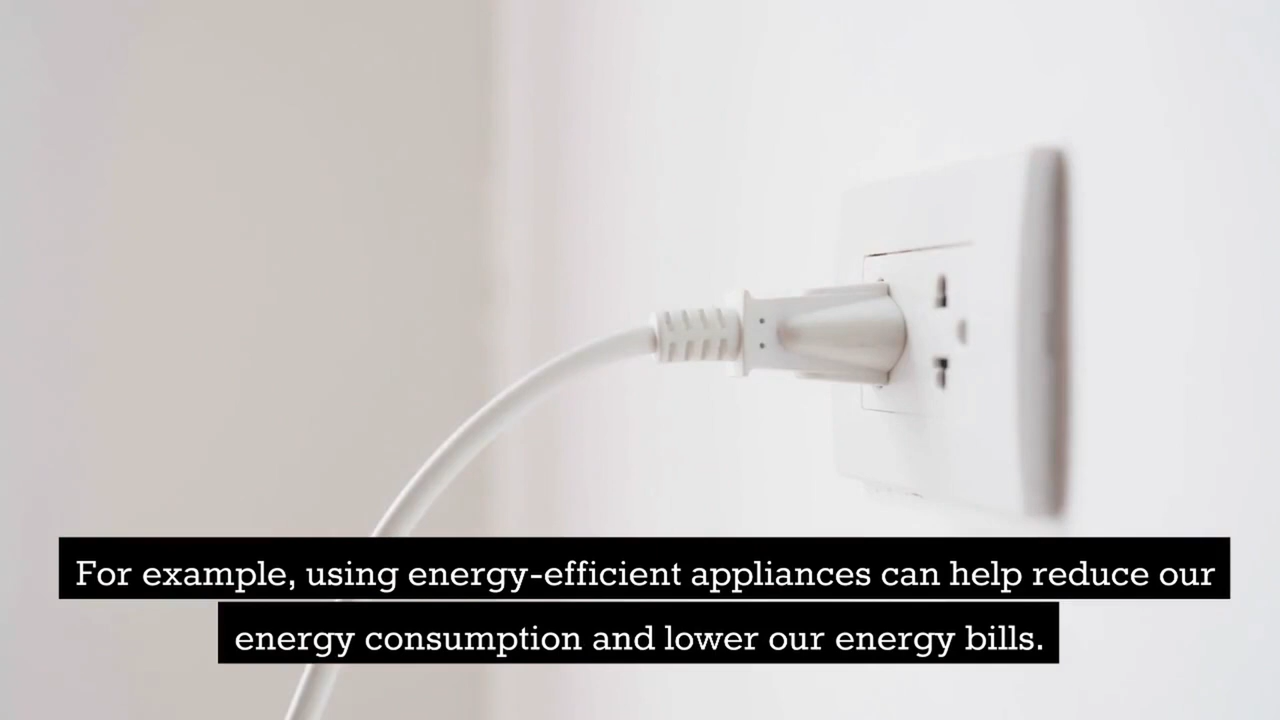 For example, using energy-efficient appliances can help reduce our
energy consumption and lower our energy bills.